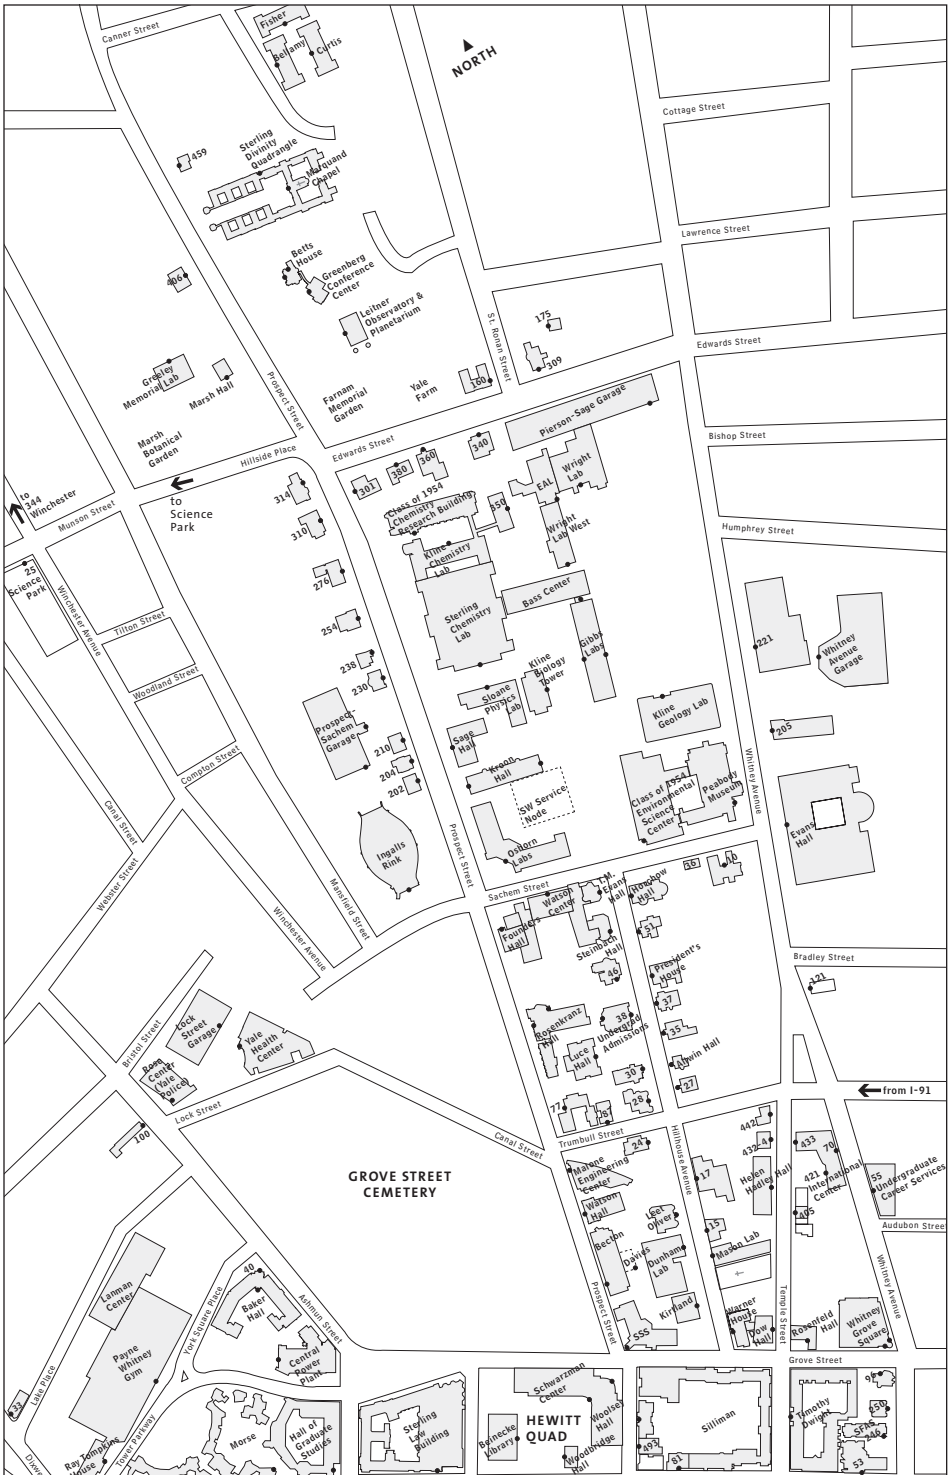 Canner Street
Fisher
Bellamy
Curtis
NORTH
Cottage Street
459
Sterling
Divinity
Quadrangle
Marquand
Chapel
Lawrence Street
406
Betts
House
Greenberg
Conference
Center
Leitner
Observatory &
Planetarium
St. Ronan Street
175
309
Edwards Street
Greeley
Memorial Lab
Marsh Hall
Prospect Street
Farnam
Memorial
Garden
Yale
Farm
160
Pierson-Sage Garage
Marsh
Botanical
Garden
Hillside Place
Edwards Street
Bishop Street
to
344
Winchester
Munson Street
to
Science
Park
314
310
301
380
360
340
EAL
Wright
Lab
Class of 1954
Chemistry
Research Building
350
Wright
Lab West
Humphrey Street
25
Science
Park
Winchester Avenue
Kline
Chemistry
Lab
276
Bass Center
Tilton Street
254
Sterling
Chemistry
Lab
Gibbs
Labs
221
Whitney
Avenue
Garage
238
230
Woodland Street
Kline
Biology
Tower
Sloane
Physics
Lab
Kline
Geology Lab
Prospect-
Sachem
Garage
210
204
202
Sage
Hall
205
Compton Street
Kroon
Hall
SW Service
Node
Class of 1954
Environmental
Science
Center
Peabody
Museum
Whitney Avenue
Canal Street
Ingalls
Rink
Prospect Street
Osborn
Labs
Evans
Hall
Webster Street
Mansfield Street
Winchester Avenue
Sachem Street
36
10
Watson
Center
T.M.
Evans
Hall
Horchow
Hall
Founders
Hall
Steinbach
Hall
51
46
President's
House
Bradley Street
121
37
Lock
Street
Garage
Yale
Health
Center
Bristol Street
Rosenkranz
Hall
38
Undergrad
Admissions
35
Luce
Hall
Allwin Hall
Rose
Center
(Yale
Police)
30
27
from I-91
Lock Street
77
87
28
442
Canal Street
Trumbull Street
24
Hillhouse Avenue
432-4
433
70
100
GROVE STREET
CEMETERY
Malone
Engineering
Center
17
Helen
Hadley Hall
421
International
Center
55
Undergraduate
Career Services
Watson
Hall
405
Audubon Street
Leet
Oliver
15
Becton
Davies
Dunham
Lab
Mason Lab
Whitney Avenue
Lanman
Center
40
Baker
Hall
Ashmun Street
Prospect Street
Kirtland
Warner
House
Dow
Hall
Temple Street
Rosenfeld
Hall
Whitney
Grove
Square
York Square Place
Payne
Whitney
Gym
SSS
Central
Power
Plant
Grove Street
Lake Place
33
Schwarzman
Center
Woolsey
Hall
HEWITT
QUAD
Beinecke
Library
Woodbridge
Hall
Silliman
Timothy
Dwight
SFAS
246
53
493
81
Tower Parkway
Morse
Hall of
Graduate
Studies
Sterling
Law
Building
Ray Tompkins
House